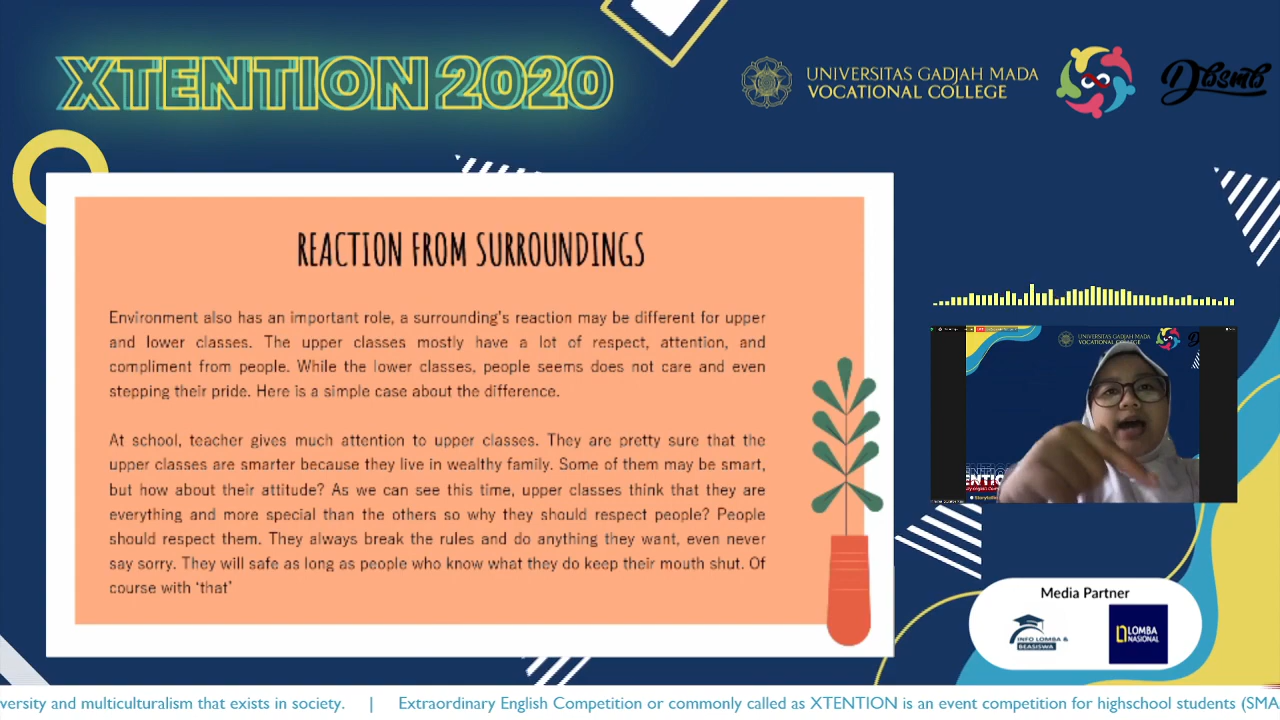 XTENTION 2020
UNIVERSITAS GADJAH MADA
VOCATIONAL COLLEGE
Dbsmb
REACTION FROM SURROUNDINGS
Environment also has an important role, a surrounding's reaction may be different for upper
and lower classes. The upper classes mostly have a lot of respect, attention, and
compliment from people. While the lower classes, people seems does not care and even
stepping their pride. Here is a simple case about the difference.
At school, teacher gives much attention to upper classes. They are pretty sure that the
upper classes are smarter because they live in wealthy family. Some of them may be smart,
but how about their attitude? As we can see this time, upper classes think that they are
everything and more special than the others so why they should respect people? People
should respect them. They always break the rules and do anything they want, even never
say sorry. They will safe as long as people who know what they do keep their mouth shut. Of
course with 'that'
UNIVERSITAS GADJAH MADA
VOCATIONAL COLLEGE
Media Partner
INFO LOMBA &
BEASISWA
LOMBA
NASIONAL
versity and multiculturalism that exists in society. | Extraordinary English Competition or commonly called as XTENTION is an event competition for highschool students (SMA